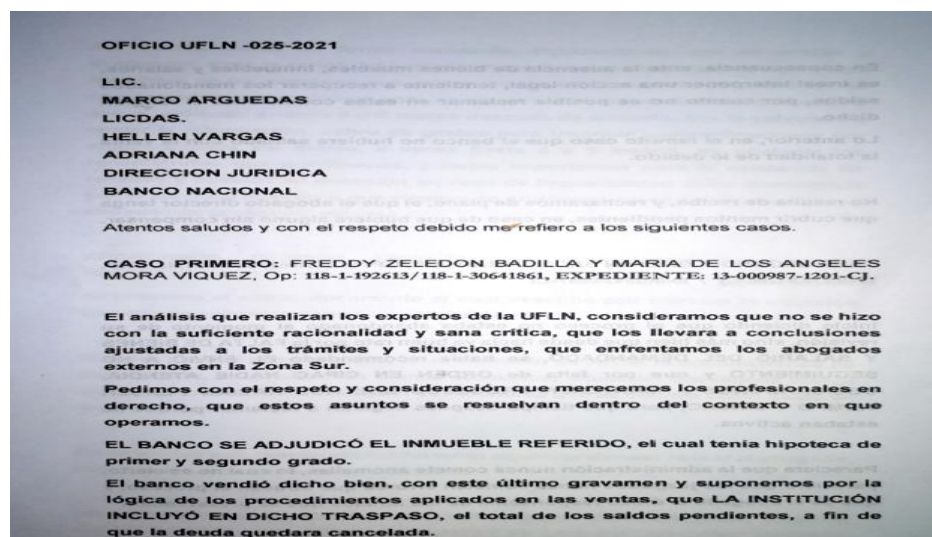 OFICIO UFLN -025-2021
LIC.
MARCO ARGUEDAS
LICDAS.
HELLEN VARGAS
ADRIANA CHIN
DIRECCION JURIDICA
BANCO NACIONAL
Atentos saludos y con el respeto debido me refiero a los siguientes casos.
CASO PRIMERO: FREDDY ZELEDON BADILLA Y MARIA DE LOS ANGELES
MORA VIQUEZ, Op: 118-1-192613/118-1-30641861, EXPEDIENTE: 13-000987-1201-CJ.
El análisis que realizan los expertos de la UFLN, consideramos que no se hizo
con la suficiente racionalidad y sana crítica, que los llevara a conclusiones
ajustadas a los trámites y situaciones, que enfrentamos los abogados
externos en la Zona Sur.
Pedimos con el respeto y consideración que merecemos los profesionales en
derecho, que estos asuntos se resuelvan dentro del contexto en que
operamos.
EL BANCO SE ADJUDICÓ EL INMUEBLE REFERIDO, el cual tenía hipoteca de
primer y segundo grado.
El banco vendió dicho bien, con este último gravamen y suponemos por la
lógica de los procedimientos aplicados en las ventas, que LA INSTITUCIÓN
INCLUYÓ EN DICHO TRASPASO, el total de los saldos pendientes, a fin de
que la deuda quedara cancelada.